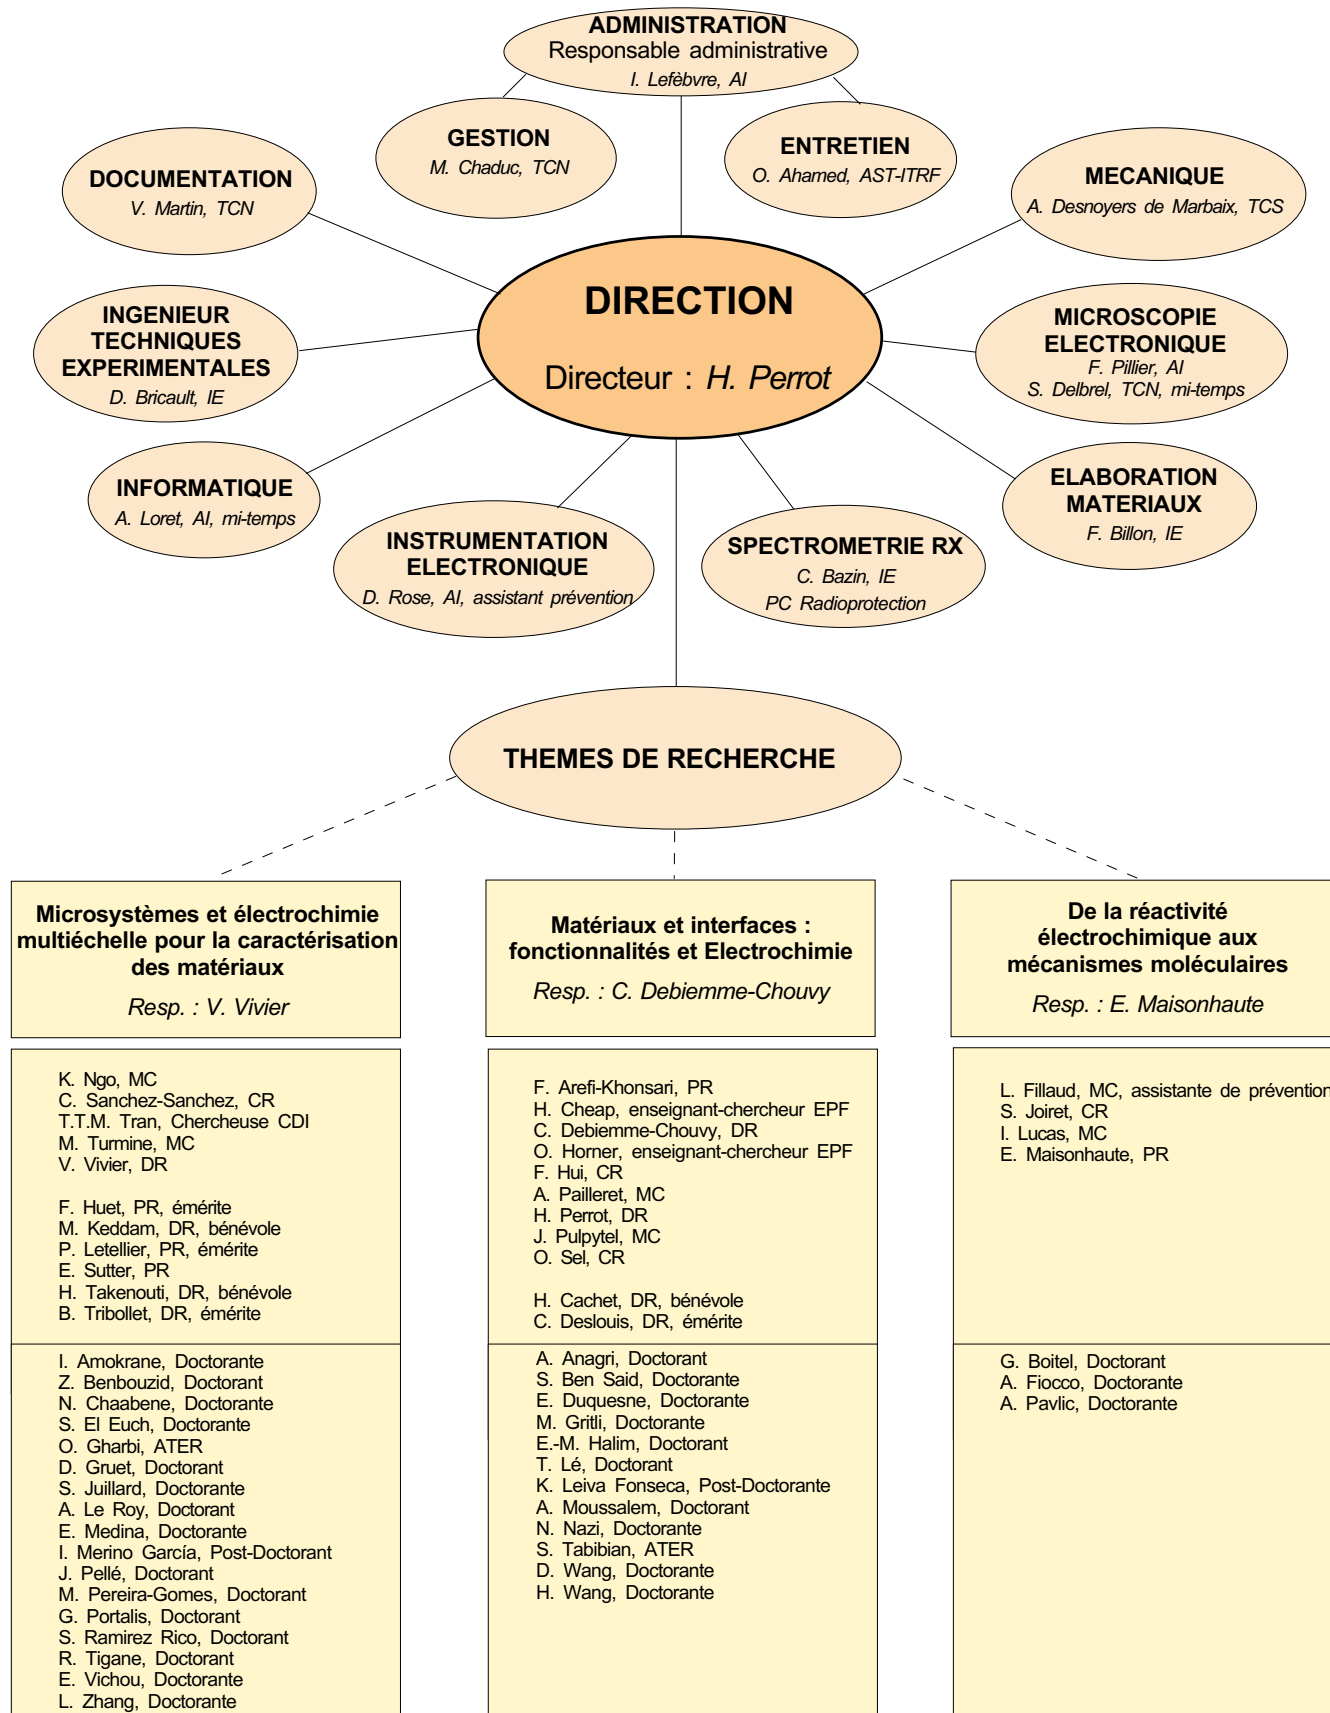 ADMINISTRATION
Responsable administrative
I. Lefèbvre, AI
GESTION
M. Chaduc, TCN
ENTRETIEN
O. Ahamed, AST-ITRF
DOCUMENTATION
V. Martin, TCN
MECANIQUE
A. Desnoyers de Marbaix, TCS
DIRECTION
Directeur : H. Perrot
INGENIEUR
TECHNIQUES
EXPERIMENTALES
D. Bricault, IE
MICROSCOPIE
ELECTRONIQUE
F. Pillier, AI
S. Delbrel, TCN, mi-temps
INFORMATIQUE
A. Loret, AI, mi-temps
ELABORATION
MATERIAUX
F. Billon, IE
INSTRUMENTATION
ELECTRONIQUE
D. Rose, AI, assistant prévention
SPECTROMETRIE RX
C. Bazin, IE
PC Radioprotection
THEMES DE RECHERCHE
Microsystèmes et électrochimie
multiéchelle pour la caractérisation
des matériaux
Resp. : V. Vivier
K. Ngo, MC
C. Sanchez-Sanchez, CR
T.T.M. Tran, Chercheuse CDI
M. Turmine, MC
V. Vivier, DR
F. Huet, PR, émérite
M. Keddam, DR, bénévole
P. Letellier, PR, émérite
E. Sutter, PR
H. Takenouti, DR, bénévole
B. Tribollet, DR, émérite
I. Amokrane, Doctorante
Z. Benbouzid, Doctorant
N. Chaabene, Doctorante
S. El Euch, Doctorante
O. Gharbi, ATER
D. Gruet, Doctorant
S. Juillard, Doctorante
A. Le Roy, Doctorant
E. Medina, Doctorante
I. Merino García, Post-Doctorant
J. Pellé, Doctorant
M. Pereira-Gomes, Doctorant
G. Portalis, Doctorant
S. Ramirez Rico, Doctorant
R. Tigane, Doctorant
E. Vichou, Doctorante
L. Zhang, Doctorante
Matériaux et interfaces :
fonctionnalités et Electrochimie
Resp. : C. Debiemme-Chouvy
F. Arefi-Khonsari, PR
H. Cheap, enseignant-chercheur EPF
C. Debiemme-Chouvy, DR
O. Horner, enseignant-chercheur EPF
F. Hui, CR
A. Pailleret, MC
H. Perrot, DR
J. Pulpytel, MC
O. Sel, CR
H. Cachet, DR, bénévole
C. Deslouis, DR, émérite
A. Anagri, Doctorant
S. Ben Said, Doctorante
E. Duquesne, Doctorante
M. Gritli, Doctorante
E.-M. Halim, Doctorant
T. Lé, Doctorant
K. Leiva Fonseca, Post-Doctorante
A. Moussalem, Doctorant
N. Nazi, Doctorante
S. Tabibian, ATER
D. Wang, Doctorante
H. Wang, Doctorante
De la réactivité
électrochimique aux
mécanismes moléculaires
Resp. : E. Maisonhaute
L. Fillaud, MC, assistante de prévention
S. Joiret, CR
I. Lucas, MC
E. Maisonhaute, PR
G. Boitel, Doctorant
A. Fiocco, Doctorante
A. Pavlic, Doctorante